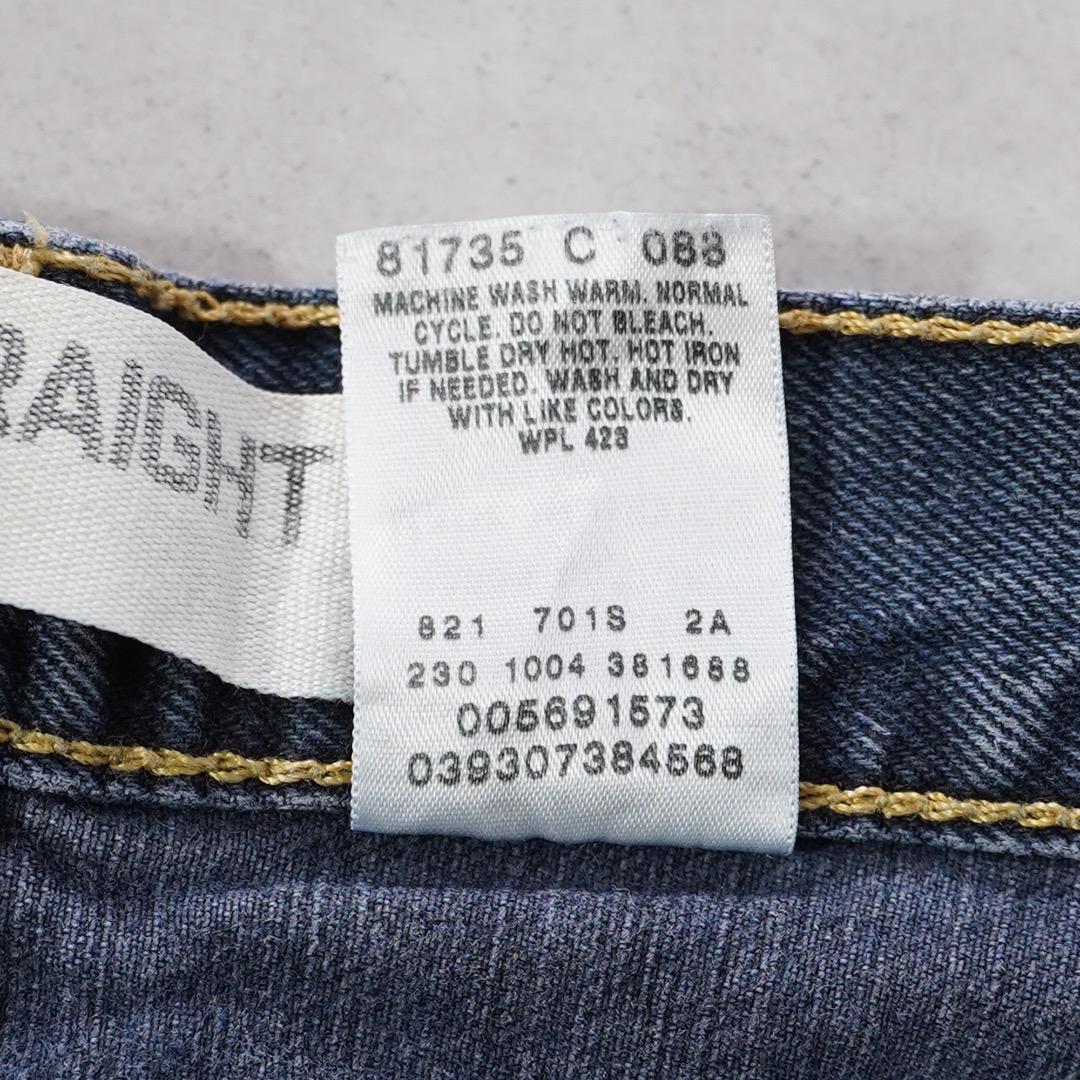 81735 C 088
MACHINE WASH WARM. NORMAL
CYCLE. DO NOT BLEACH.
TUMBLE DRY HOT. HOT IRON
IF NEEDED. WASH AND DRY
WITH LIKE COLORS.
WPL 423
821 701S 2A
230 1004 381688
005691573
039307384568
RAIGHT